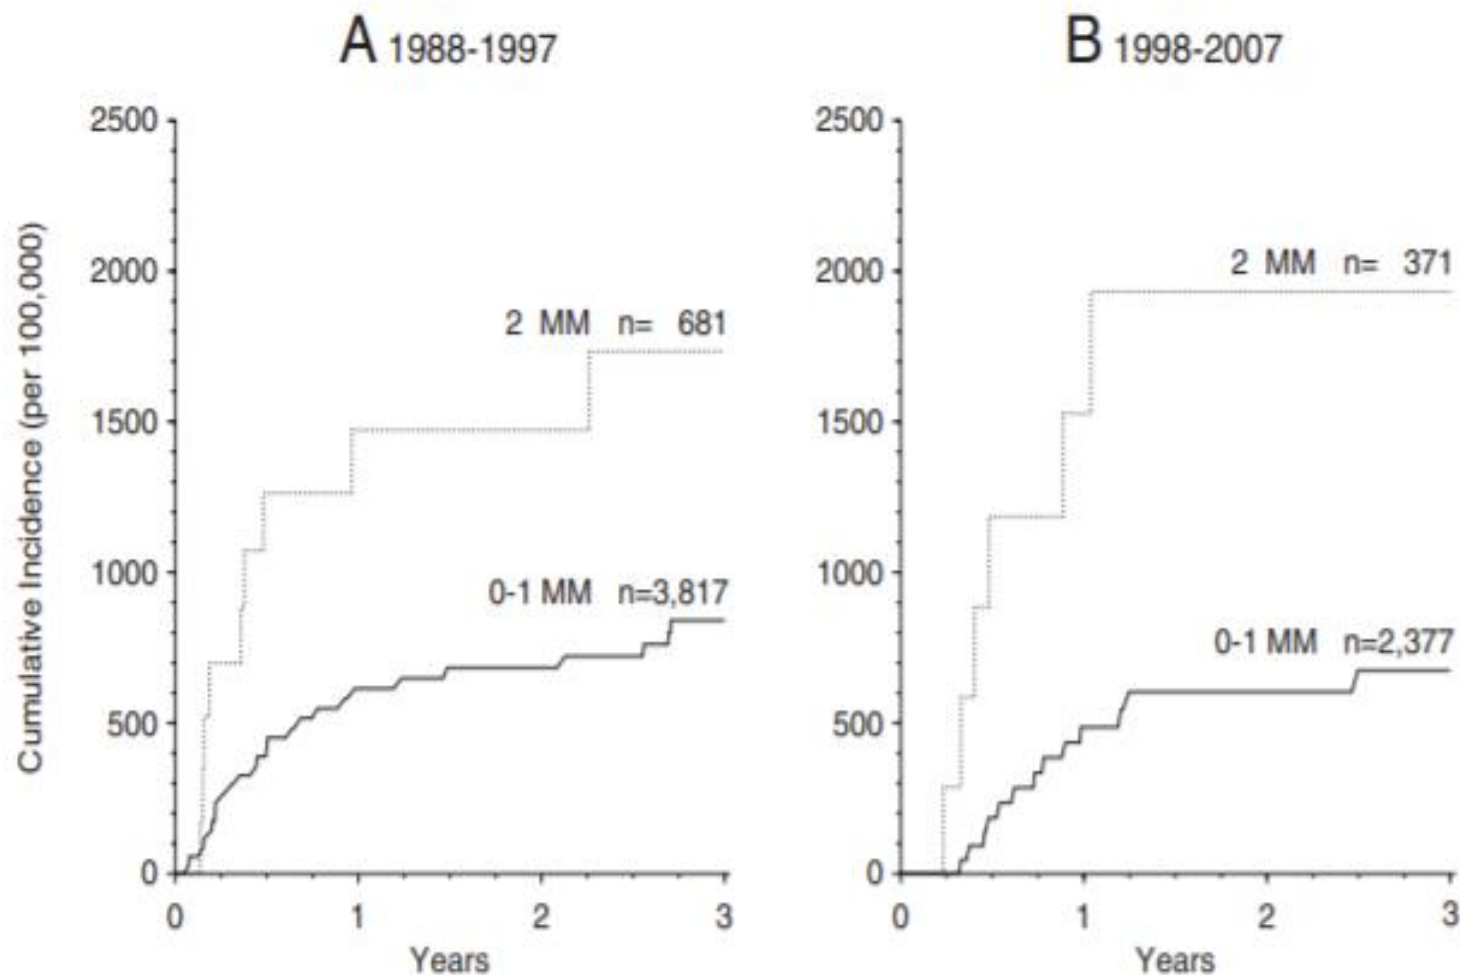 A 1988-1997
2500
2000
1500
1000
500
0
0 1 2 3
Years
Cumulative Incidence (per 100,000)
2 MM n= 681
0-1 MM n=3,817
B 1998-2007
2500
2000
1500
1000
500
0
0 1 2 3
Years
2 MM n= 371
0-1 MM n=2,377